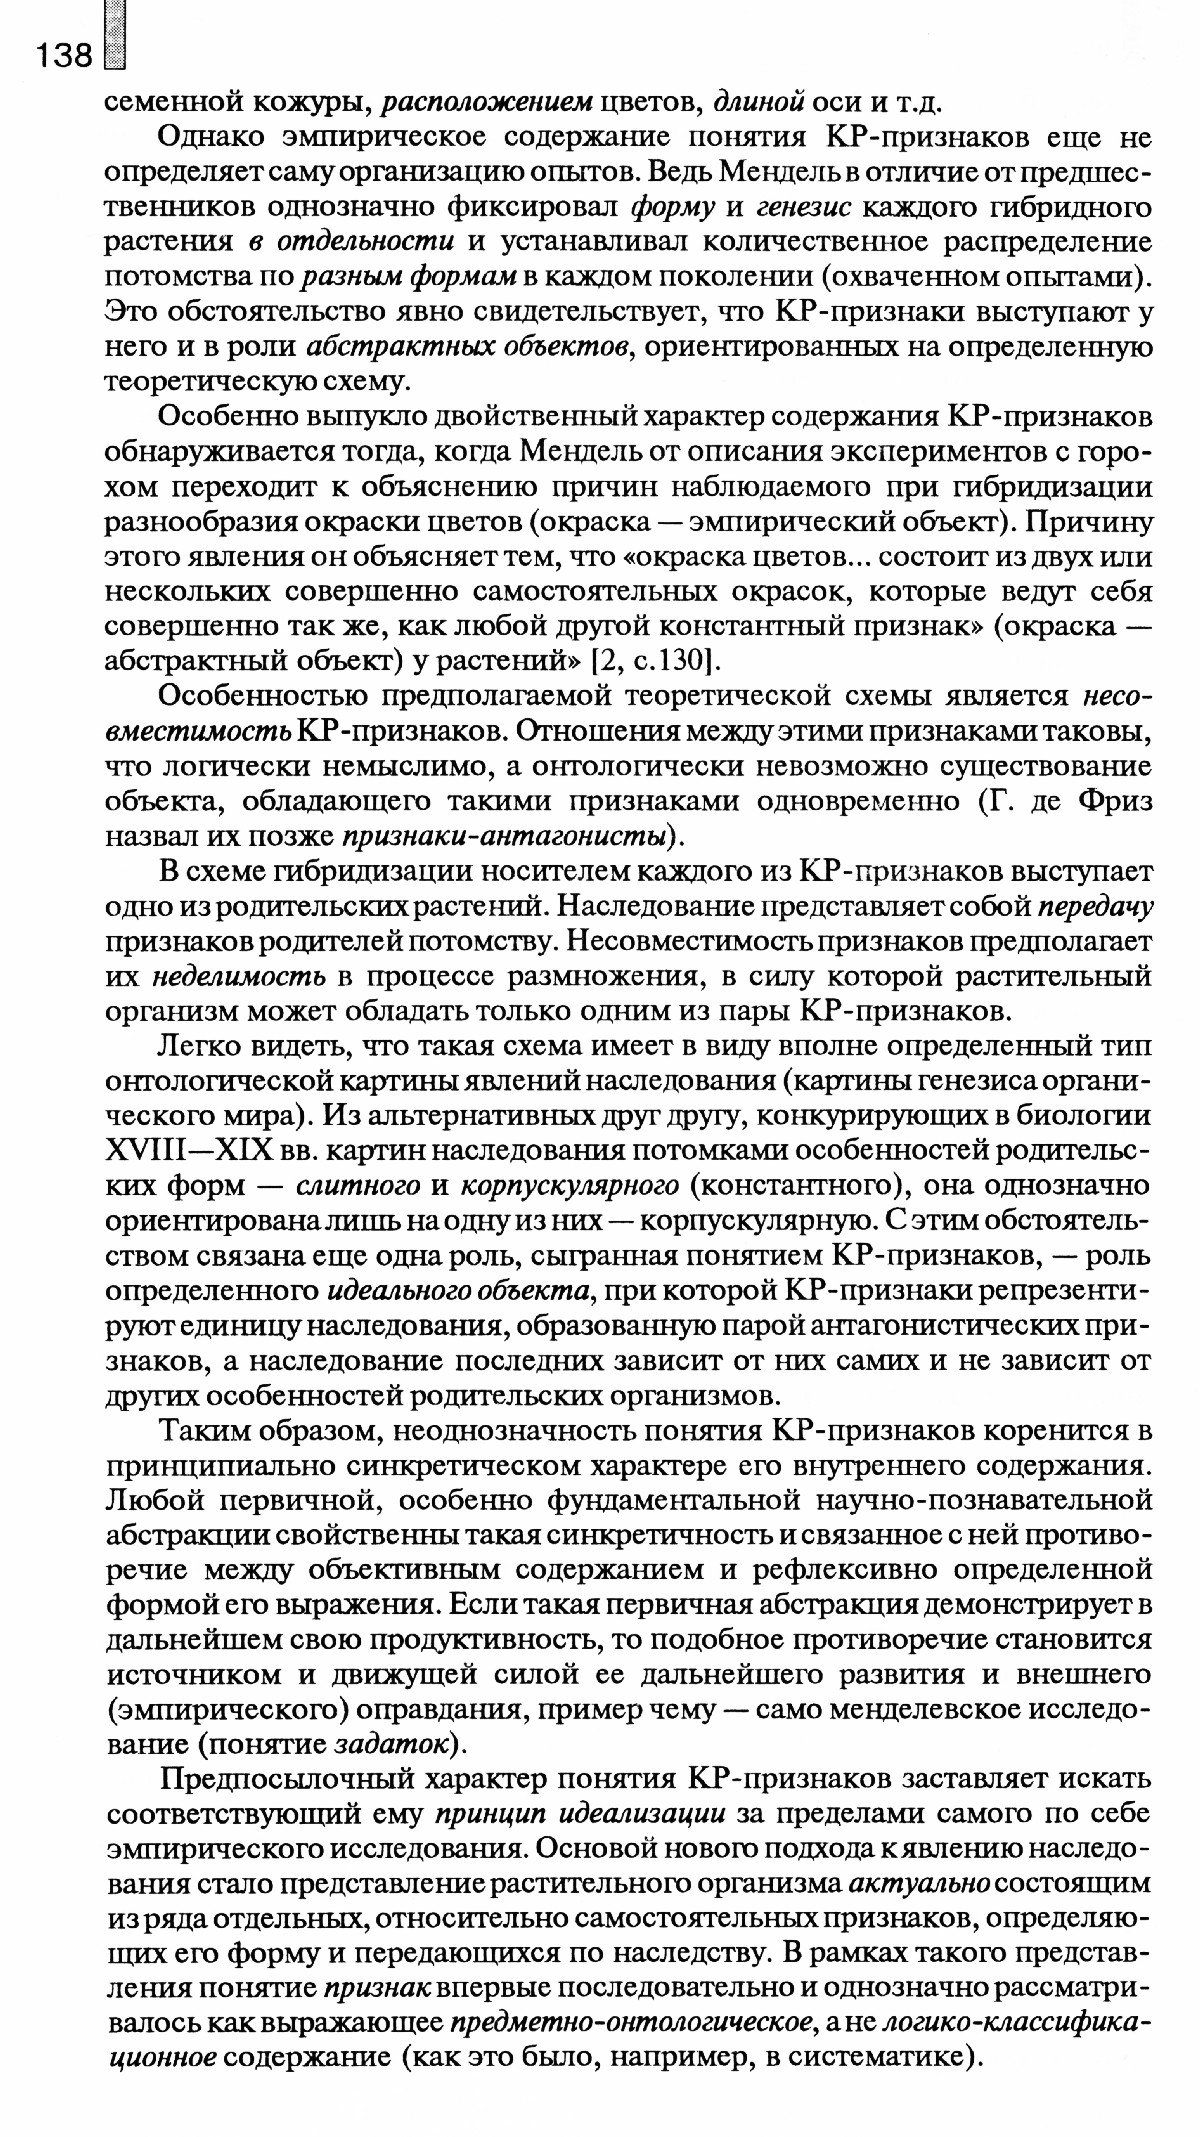 138
семенной кожуры, расположением цветов, длиной оси и т.д.
Однако эмпирическое содержание понятия КР-признаков еще не
определяет саму организацию опытов. Ведь Мендель в отличие от предшес-
твенников однозначно фиксировал форму и генезис каждого гибридного
растения в отдельности и устанавливал количественное распределение
потомства по разным формам в каждом поколении (охваченном опытами).
Это обстоятельство явно свидетельствует, что КР-признаки выступают у
него и в роли абстрактных объектов, ориентированных на определенную
теоретическую схему.
Особенно выпукло двойственный характер содержания КР-признаков
обнаруживается тогда, когда Мендель от описания экспериментов с горо-
хом переходит к объяснению причин наблюдаемого при гибридизации
разнообразия окраски цветов (окраска — эмпирический объект). Причину
этого явления он объясняет тем, что «окраска цветов... состоит из двух или
нескольких совершенно самостоятельных окрасок, которые ведут себя
совершенно так же, как любой другой константный признак» (окраска —
абстрактный объект) у растений» [2, с.130].
Особенностью предполагаемой теоретической схемы является несо-
вместимость КР-признаков. Отношения между этими признаками таковы,
что логически немыслимо, а онтологически невозможно существование
объекта, обладающего такими признаками одновременно (Г. де Фриз
назвал их позже признаки-антагонисты).
В схеме гибридизации носителем каждого из КР-признаков выступает
одно из родительских растений. Наследование представляет собой передачу
признаков родителей потомству. Несовместимость признаков предполагает
их неделимость в процессе размножения, в силу которой растительный
организм может обладать только одним из пары КР-признаков.
Легко видеть, что такая схема имеет в виду вполне определенный тип
онтологической картины явлений наследования (картины генезиса органи-
ческого мира). Из альтернативных друг другу, конкурирующих в биологии
XVIII—XIX вв. картин наследования потомками особенностей родительс-
ких форм — слитного и корпускулярного (константного), она однозначно
ориентирована лишь на одну из них — корпускулярную. С этим обстоятель-
ством связана еще одна роль, сыгранная понятием КР-признаков, — роль
определенного идеального объекта, при которой КР-признаки репрезенти-
руют единицу наследования, образованную парой антагонистических при-
знаков, а наследование последних зависит от них самих и не зависит от
других особенностей родительских организмов.
Таким образом, неоднозначность понятия КР-признаков коренится в
принципиально синкретическом характере его внутреннего содержания.
Любой первичной, особенно фундаментальной научно-познавательной
абстракции свойственны такая синкретичность и связанное с ней противо-
речие между объективным содержанием и рефлексивно определенной
формой его выражения. Если такая первичная абстракция демонстрирует в
дальнейшем свою продуктивность, то подобное противоречие становится
источником и движущей силой ее дальнейшего развития и внешнего
(эмпирического) оправдания, пример чему — само менделевское исследо-
вание (понятие задаток).
Предпосылочный характер понятия КР-признаков заставляет искать
соответствующий ему принцип идеализации за пределами самого по себе
эмпирического исследования. Основой нового подхода к явлению наследо-
вания стало представление растительного организма актуально состоящим
из ряда отдельных, относительно самостоятельных признаков, определяю-
щих его форму и передающихся по наследству. В рамках такого представ-
ления понятие признак впервые последовательно и однозначно рассматри-
валось как выражающее предметно-онтологическое, а не логико-классифика-
ционное содержание (как это было, например, в систематике).